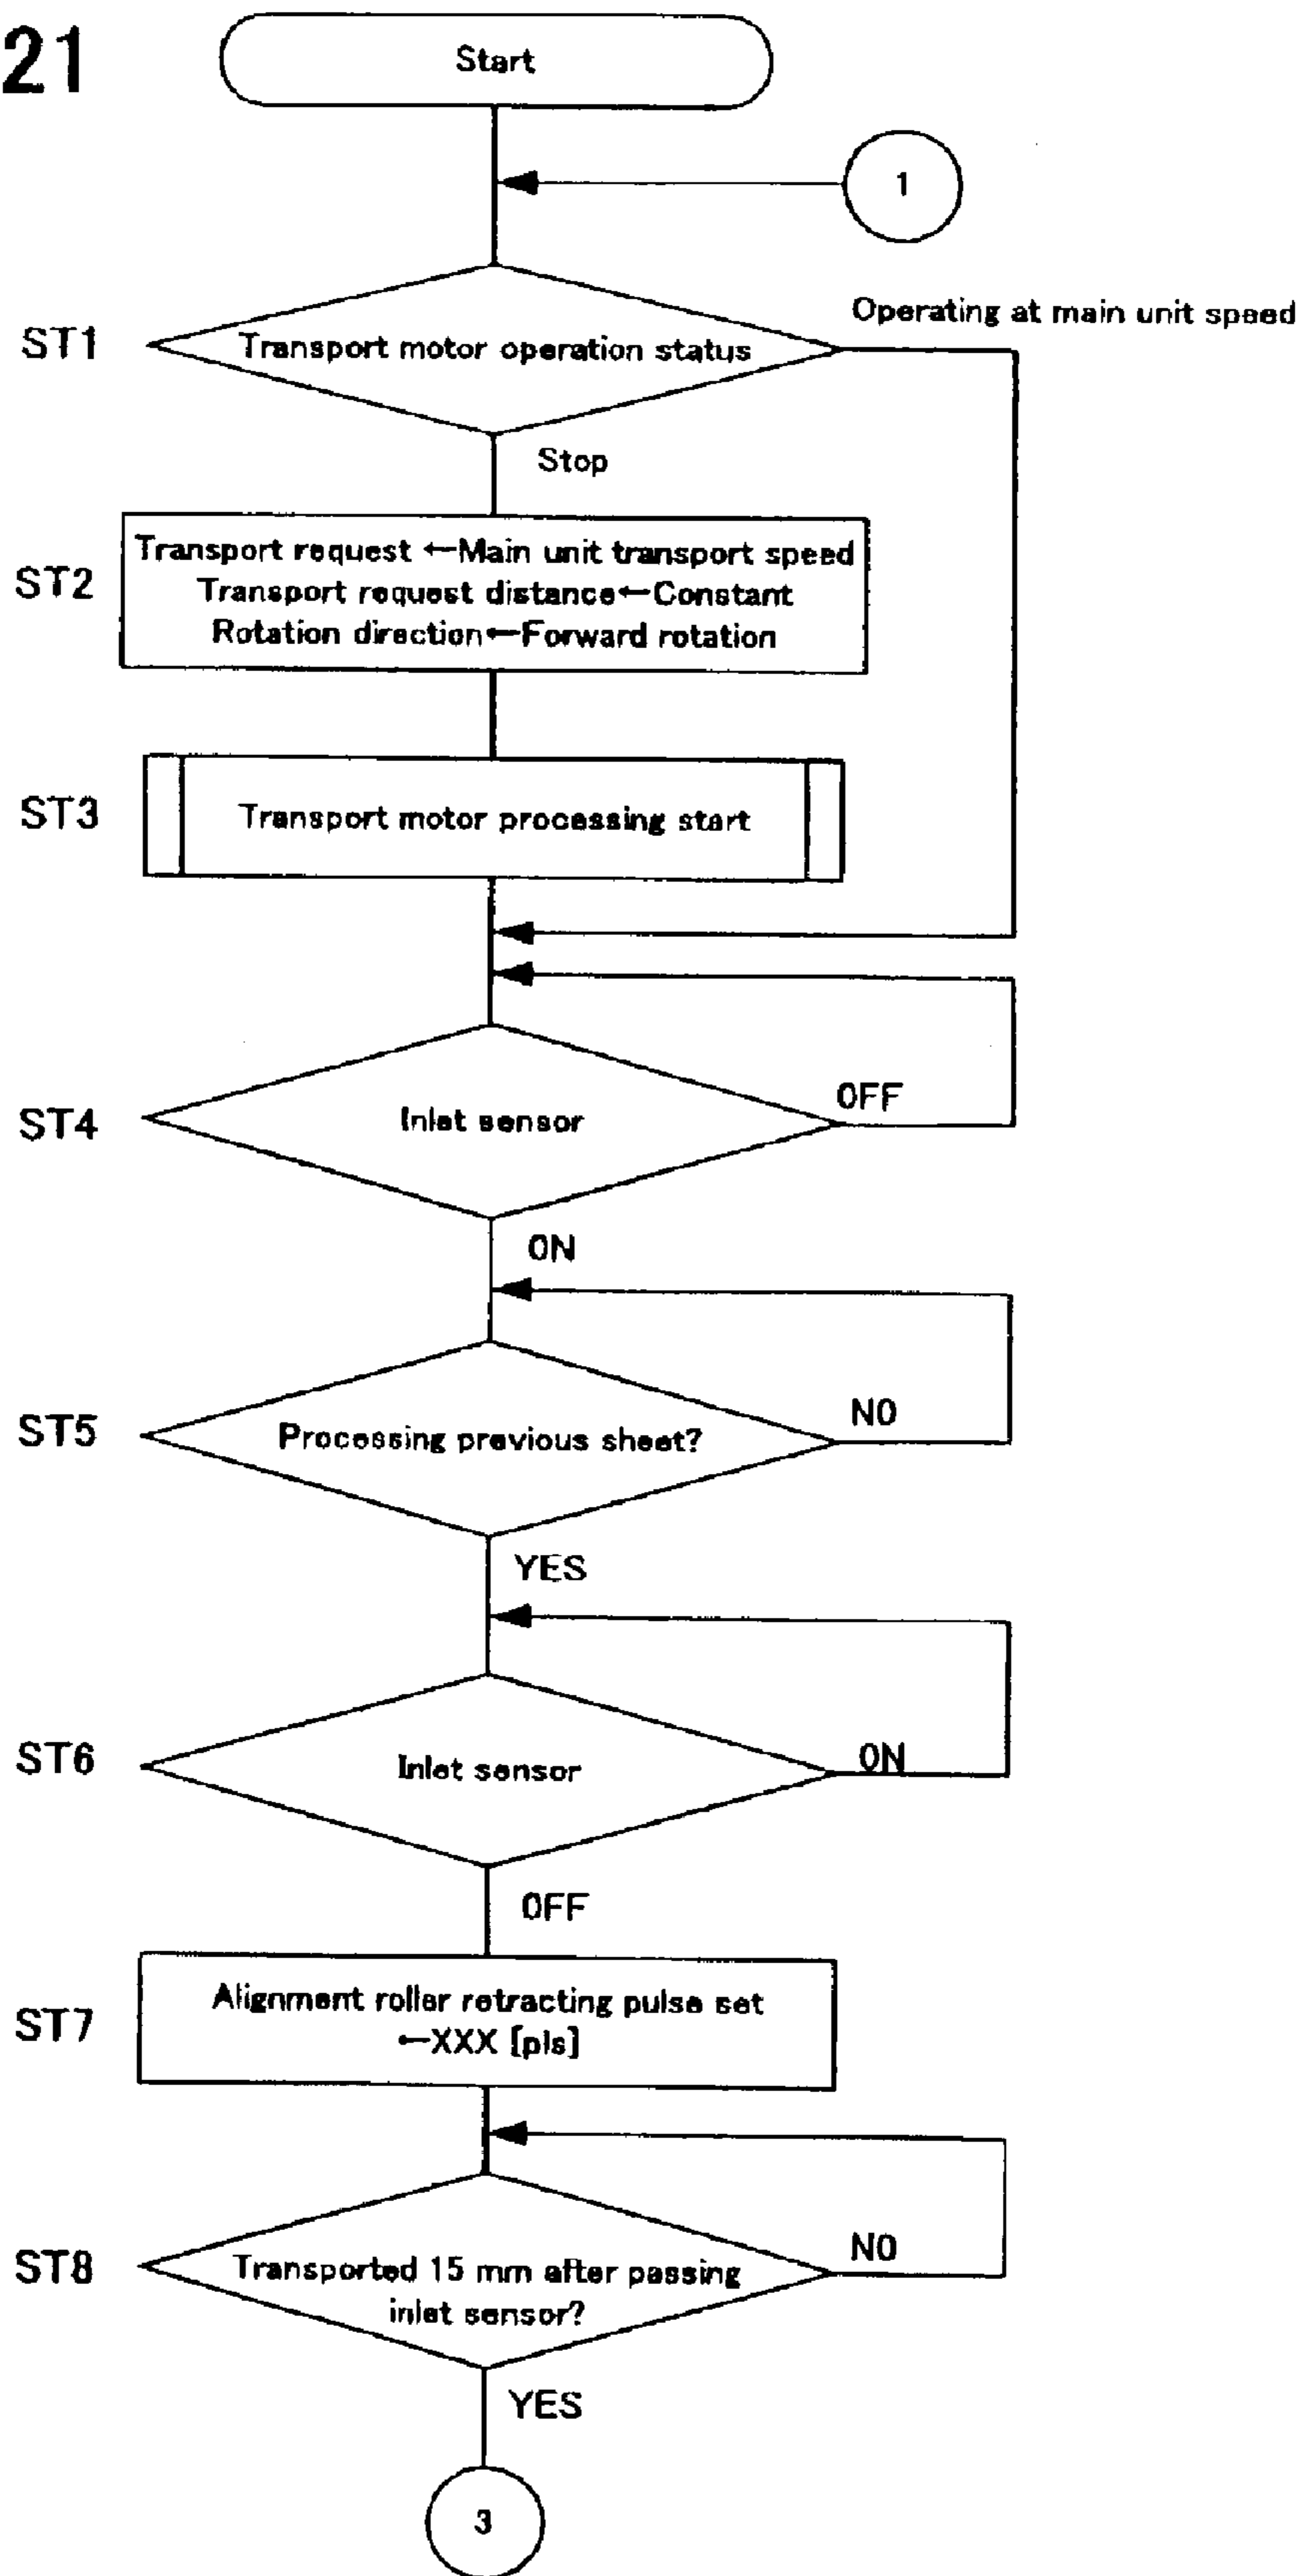 21
Start
1
Operating at main unit speed
ST1
Transport motor operation status
Stop
ST2
Transport request ←Main unit transport speed
Transport request distance←Constant
Rotation direction←Forward rotation
ST3
Transport motor processing start
ST4
Inlet sensor
OFF
ON
ST5
Processing previous sheet?
NO
YES
ST6
Inlet sensor
ON
OFF
ST7
Alignment roller retracting pulse set
←XXX [pls]
ST8
Transported 15 mm after passing
inlet sensor?
NO
YES
3